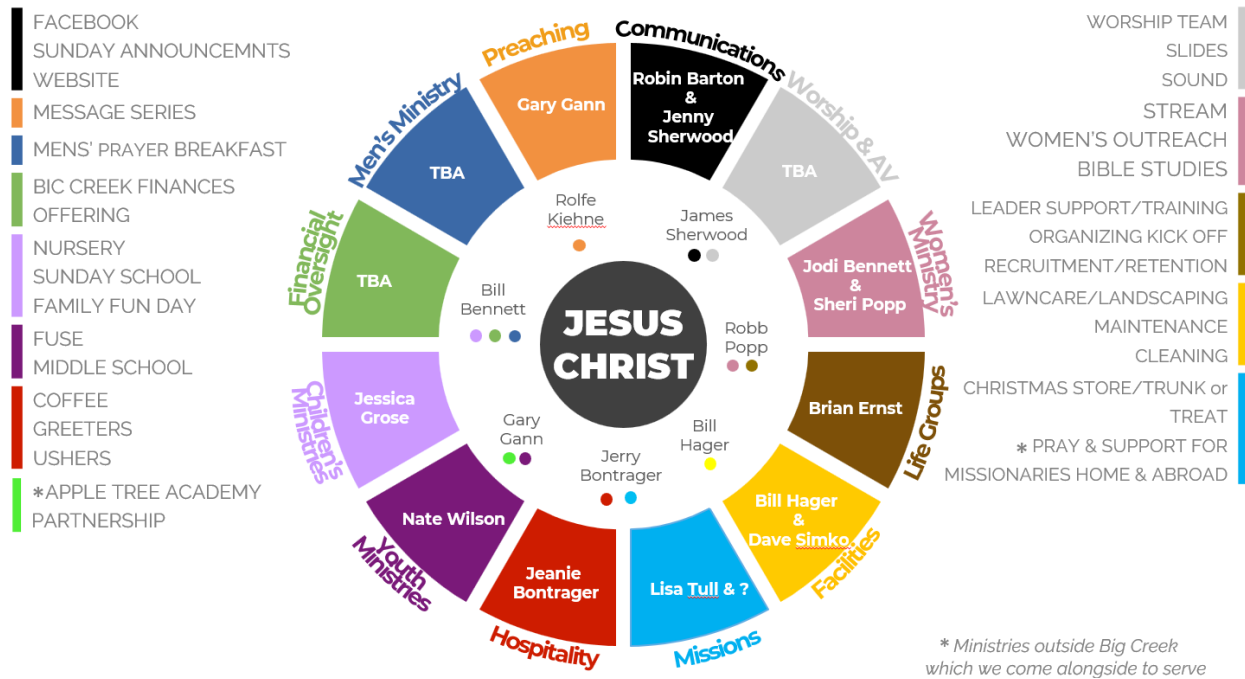 FACEBOOK
SUNDAY ANNOUNCEMNTS
WEBSITE
MESSAGE SERIES
MENS' PRAYER BREAKFAST
BIC CREEK FINANCES
OFFERING
NURSERY
SUNDAY SCHOOL
FAMILY FUN DAY
FUSE
MIDDLE SCHOOL
COFFEE
GREETERS
USHERS
*APPLE TREE ACADEMY
PARTNERSHIP
Preaching
Gary Gann
Communications
Robin Barton
&
Jenny
Sherwood
Worship & AV
TBA
Women's
Ministry
Jodi Bennett
&
Sheri Popp
Life Groups
Brian Ernst
Facilities
Bill Hager
&
Dave Simko
Missions
Lisa Tull & ?
Hospitality
Jeanie
Bontrager
Youth
Ministries
Nate Wilson
Children's
Ministries
Jessica
Grose
Financial
Oversight
TBA
Men's Ministry
TBA
Rolfe
Kiehne
James
Sherwood
Bill
Bennett
Robb
Popp
Gary
Gann
Bill
Hager
Jerry
Bontrager
JESUS
CHRIST
WORSHIP TEAM
SLIDES
SOUND
STREAM
WOMEN'S OUTREACH
BIBLE STUDIES
LEADER SUPPORT/TRAINING
ORGANIZING KICK OFF
RECRUITMENT/RETENTION
LAWNCARE/LANDSCAPING
MAINTENANCE
CLEANING
CHRISTMAS STORE/TRUNK or
TREAT
* PRAY & SUPPORT FOR
MISSIONARIES HOME & ABROAD
* Ministries outside Big Creek
which we come alongside to serve